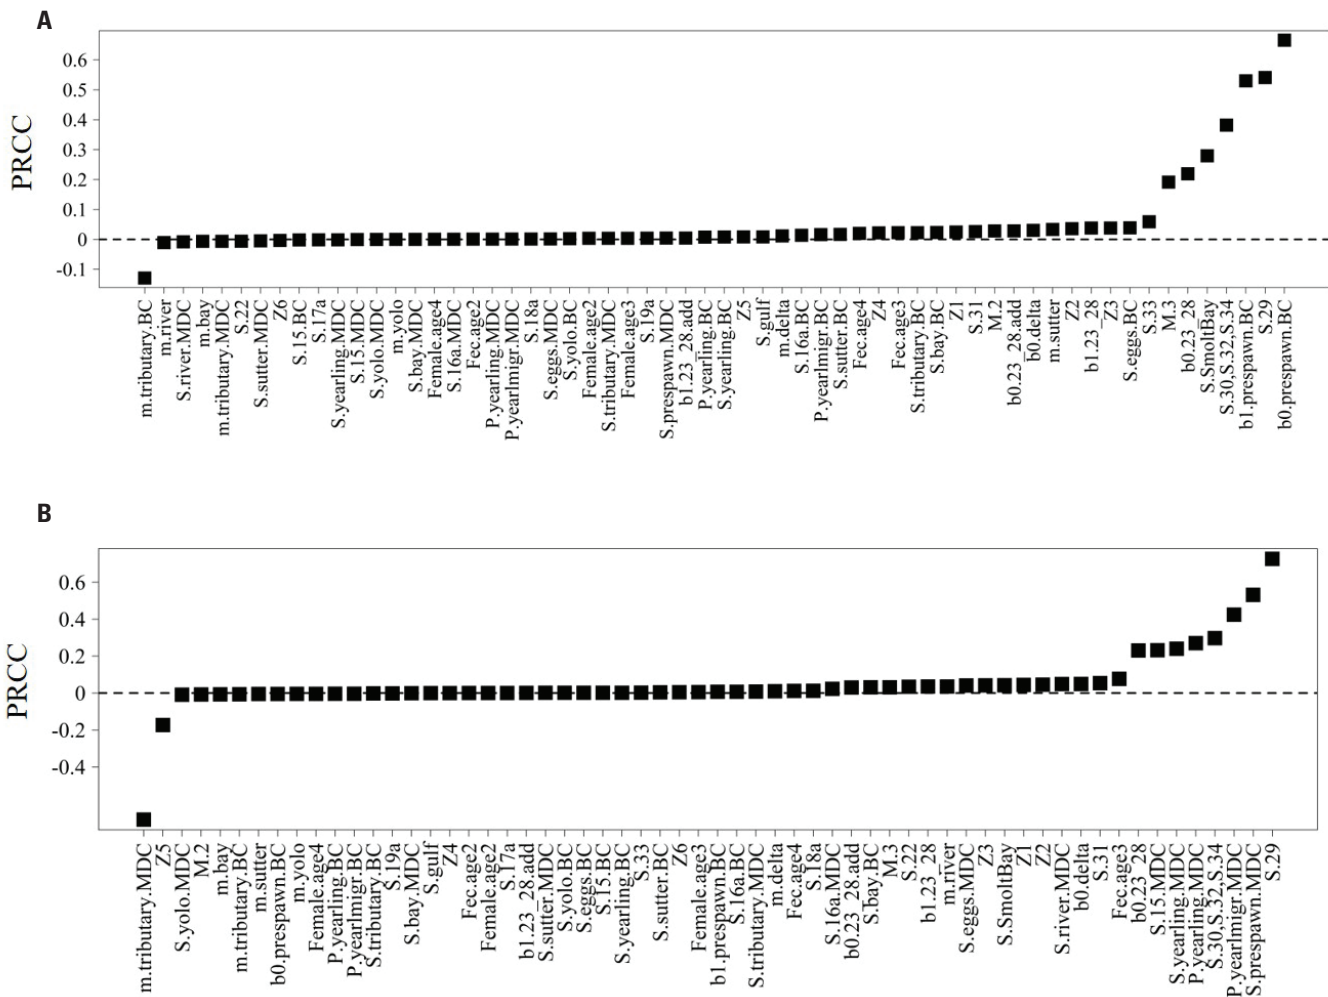 A
PRCC
0.6
0.5
0.4
0.3
0.2
0.1
0
-0.1
m.tributary.BC
m.river
S.river.MDC
m.bay
m.tributary.MDC
S.22
S.sutter.MDC
Z6
S.15.BC
S.17a
S.yearling.MDC
S.15.MDC
S.yolo.MDC
m.yolo
S.bay.MDC
Female.age4
S.16a.MDC
Fec.age2
P.yearling.MDC
P.yearlmigr.MDC
S.18a
S.eggs.MDC
S.yolo.BC
Female.age2
S.tributary.MDC
Female.age3
S.19a
S.prespawn.MDC
b1.23_28.add
P.yearling.BC
S.yearling.BC
Z5
S.gulf
m.delta
S.16a.BC
P.yearlmigr.BC
S.sutter.BC
Fec.age4
Z4
Fec.age3
S.tributary.BC
S.bay.BC
Z1
S.31
M.2
b0.23_28.add
b0.delta
m.sutter
Z2
b1.23_28
Z3
S.eggs.BC
S.33
M.3
b0.23_28
S.SmoltBay
S.30,S.32,S.34
b1.prespawn.BC
S.29
b0.prespawn.BC
B
PRCC
0.6
0.4
0.2
0
-0.2
-0.4
m.tributary.MDC
Z5
S.yolo.MDC
M.2
m.bay
m.tributary.BC
m.sutter
b0.prespawn.BC
m.yolo
Female.age4
P.yearling.BC
P.yearlmigr.BC
S.tributary.BC
S.19a
S.bay.MDC
S.gulf
Z4
Fec.age2
Female.age2
S.17a
b1.23_28.add
S.sutter.MDC
S.yolo.BC
S.eggs.BC
S.15.BC
S.yearling.BC
S.33
S.sutter.BC
Z6
Female.age3
b1.prespawn.BC
S.16a.BC
S.tributary.MDC
m.delta
Fec.age4
S.18a
S.16a.MDC
b0.23_28.add
S.bay.BC
M.3
S.22
b1.23_28
m.river
S.eggs.MDC
Z3
S.SmoltBay
Z1
Z2
S.river.MDC
b0.delta
S.31
Fec.age3
b0.23_28
S.15.MDC
S.yearling.MDC
P.yearling.MDC
S.30,S.32,S.34
P.yearlmigr.MDC
S.prespawn.MDC
S.29